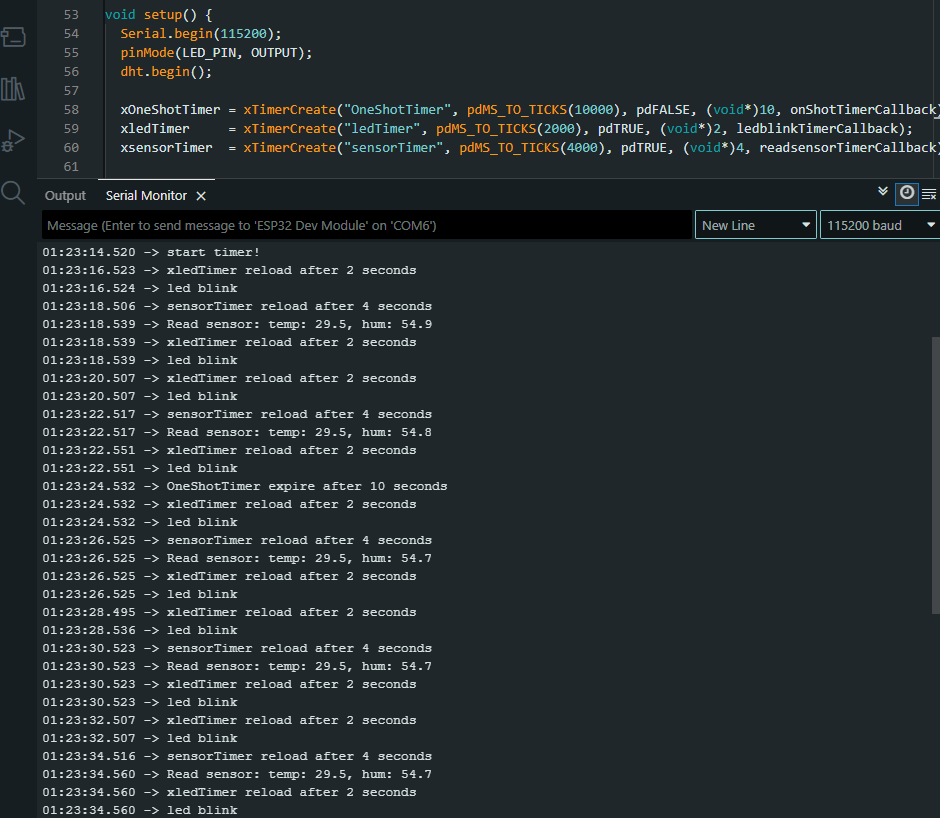 53 void setup() {
54 Serial.begin(115200);
55 pinMode(LED_PIN, OUTPUT);
56 dht.begin();
57
58 xOneShotTimer = xTimerCreate("OneShotTimer", pdMS_TO_TICKS(10000), pdFALSE, (void*)10, onShotTimerCallback)
59 xledTimer = xTimerCreate("ledTimer", pdMS_TO_TICKS(2000), pdTRUE, (void*)2, ledblinkTimerCallback);
60 xsensorTimer = xTimerCreate("sensorTimer", pdMS_TO_TICKS(4000), pdTRUE, (void*)4, readsensorTimerCallback)
61
Output Serial Monitor ×
Message (Enter to send message to 'ESP32 Dev Module' on 'COM6') New Line 115200 baud
01:23:14.520 -> start timer!
01:23:16.523 -> xledTimer reload after 2 seconds
01:23:16.524 -> led blink
01:23:18.506 -> sensorTimer reload after 4 seconds
01:23:18.539 -> Read sensor: temp: 29.5, hum: 54.9
01:23:18.539 -> xledTimer reload after 2 seconds
01:23:18.539 -> led blink
01:23:20.507 -> xledTimer reload after 2 seconds
01:23:20.507 -> led blink
01:23:22.517 -> sensorTimer reload after 4 seconds
01:23:22.517 -> Read sensor: temp: 29.5, hum: 54.8
01:23:22.551 -> xledTimer reload after 2 seconds
01:23:22.551 -> led blink
01:23:24.532 -> OneShotTimer expire after 10 seconds
01:23:24.532 -> xledTimer reload after 2 seconds
01:23:24.532 -> led blink
01:23:26.525 -> sensorTimer reload after 4 seconds
01:23:26.525 -> Read sensor: temp: 29.5, hum: 54.7
01:23:26.525 -> xledTimer reload after 2 seconds
01:23:26.525 -> led blink
01:23:28.495 -> xledTimer reload after 2 seconds
01:23:28.536 -> led blink
01:23:30.523 -> sensorTimer reload after 4 seconds
01:23:30.523 -> Read sensor: temp: 29.5, hum: 54.7
01:23:30.523 -> xledTimer reload after 2 seconds
01:23:30.523 -> led blink
01:23:32.507 -> xledTimer reload after 2 seconds
01:23:32.507 -> led blink
01:23:34.516 -> sensorTimer reload after 4 seconds
01:23:34.560 -> Read sensor: temp: 29.5, hum: 54.7
01:23:34.560 -> xledTimer reload after 2 seconds
01:23:34.560 -> led blink